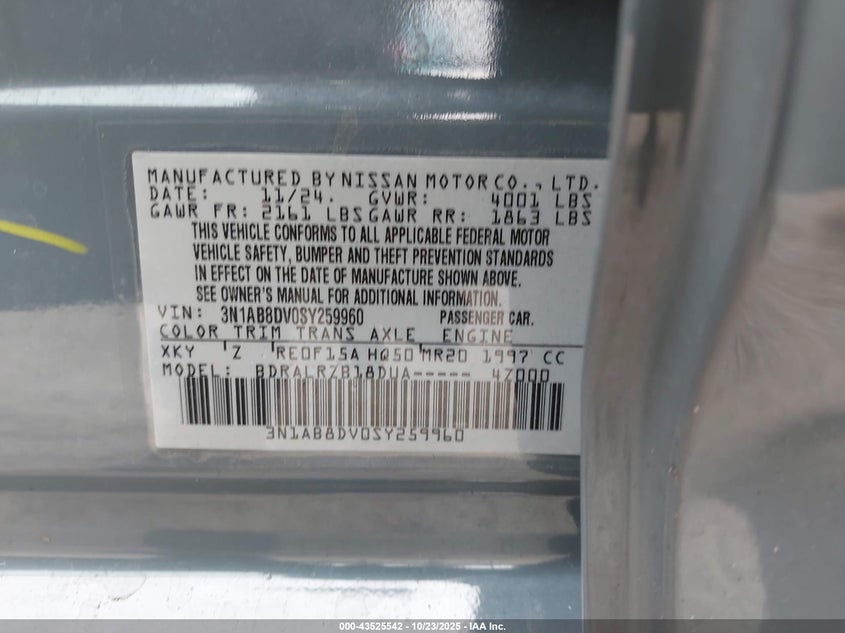 MANUFACTURED BY NISSAN MOTOR CO., LTD.
DATE: 11/24. GVWR: 4001 LBS
GAWR FR: 2161 LBS GAWR RR: 1863 LBS
THIS VEHICLE CONFORMS TO ALL APPLICABLE FEDERAL MOTOR
VEHICLE SAFETY, BUMPER AND THEFT PREVENTION STANDARDS
IN EFFECT ON THE DATE OF MANUFACTURE SHOWN ABOVE.
SEE OWNER'S MANUAL FOR ADDITIONAL INFORMATION.
VIN: 3N1AB8DV0SY259960 PASSENGER CAR.
COLOR TRIM TRANS AXLE ENGINE
XKY Z RE0F15A HQ50 MR20 1997 CC
MODEL: BDRALRZB18DUA----- 4Z000
3N1AB8DV0SY259960
000-43525542 - 10/23/2025 - IAA Inc.